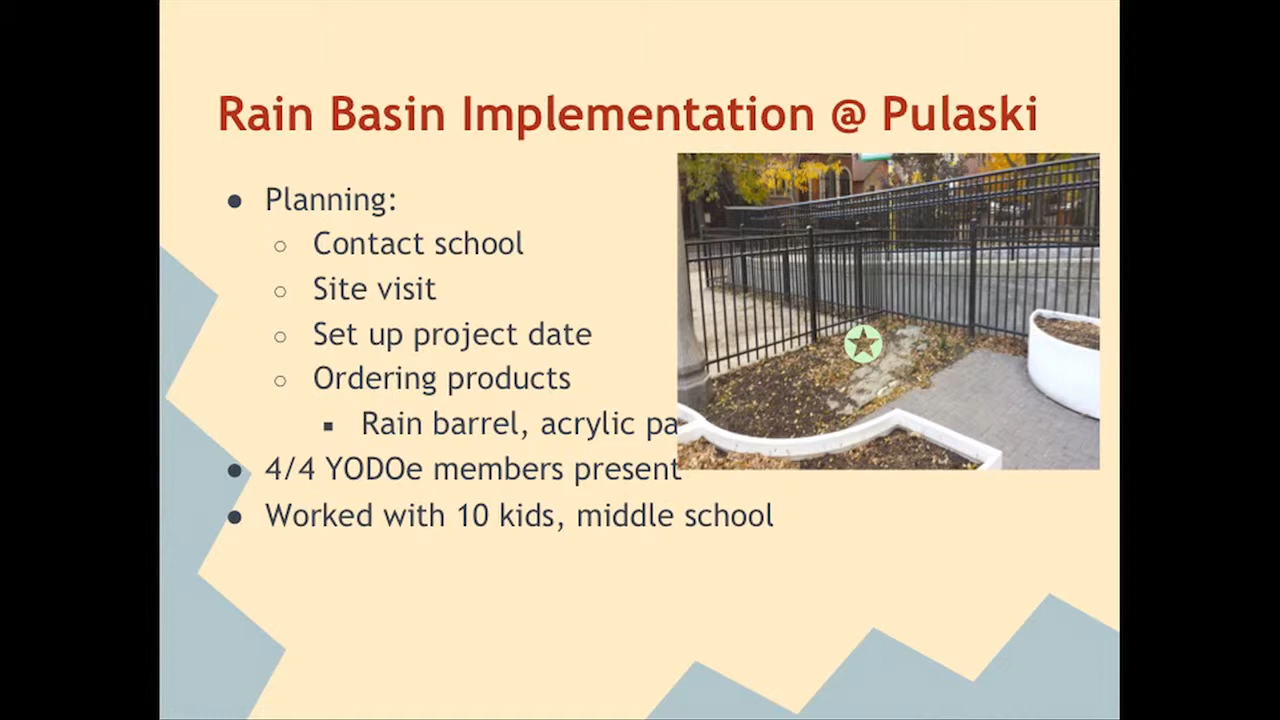 Rain Basin Implementation @ Pulaski
● Planning:
○ Contact school
○ Site visit
○ Set up project date
○ Ordering products
■ Rain barrel, acrylic
● 4/4 YODOe members present
● Worked with 10 kids, middle school